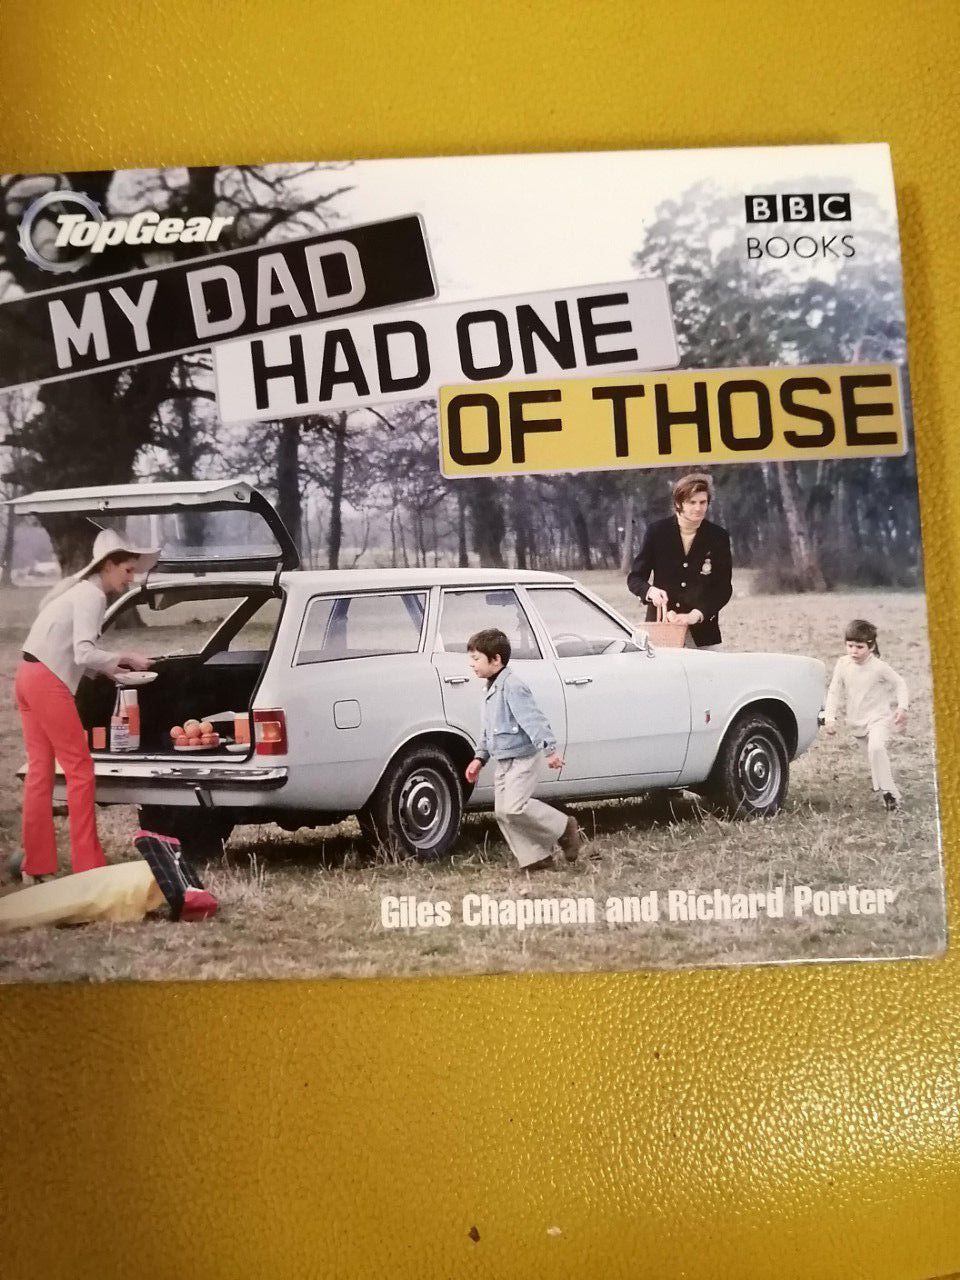 TopGear
BBC
BOOKS
MY DAD
HAD ONE
OF THOSE
Giles Chapman and Richard Porter